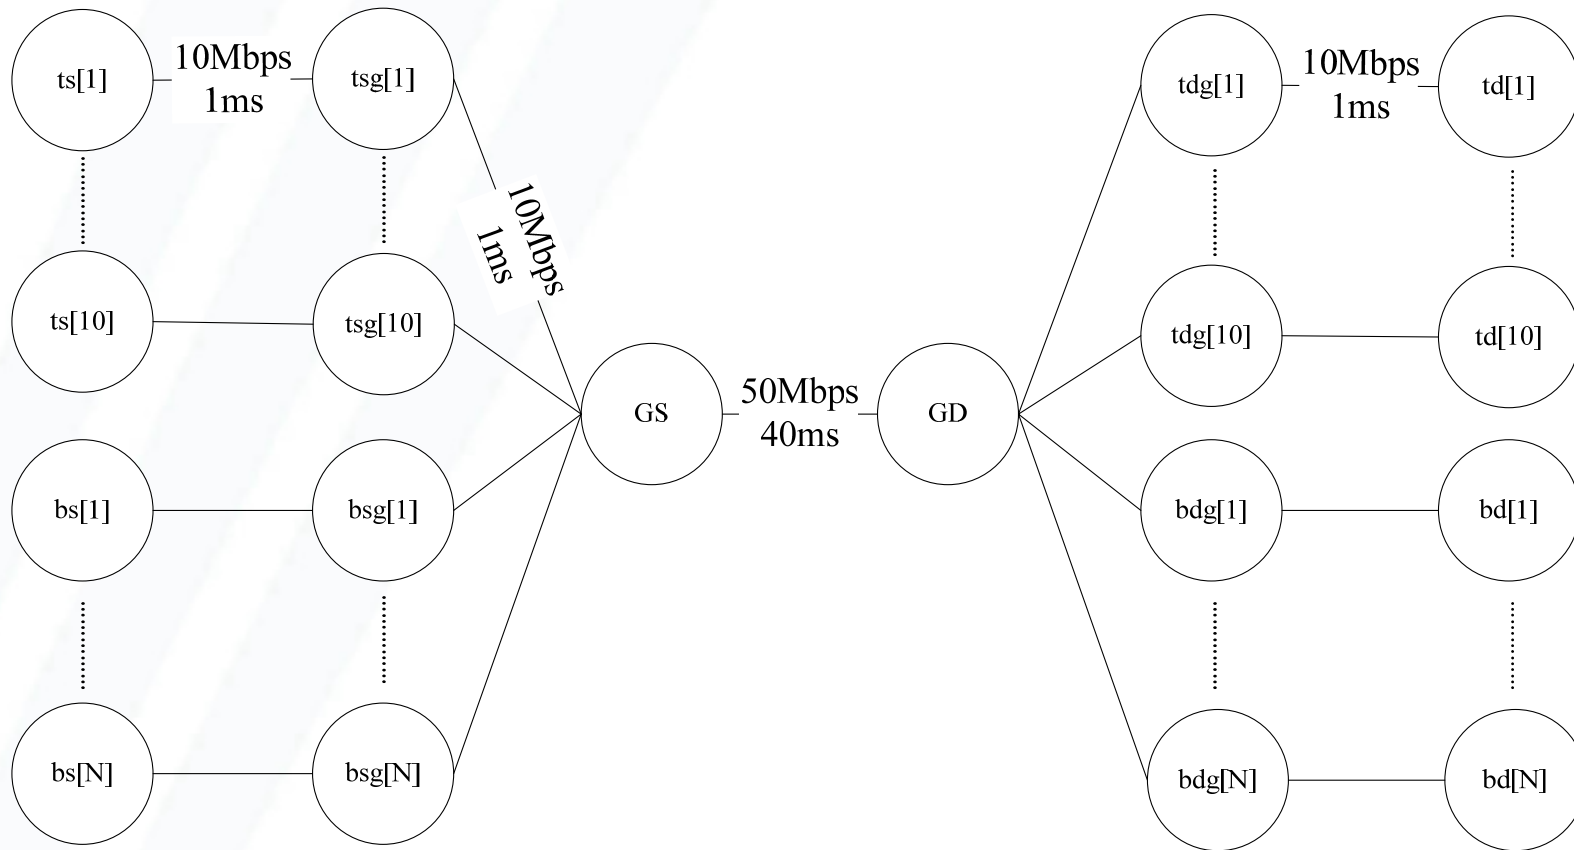 ts[1]
10Mbps
1ms
tsg[1]
tdg[1]
10Mbps
1ms
td[1]
10Mbps
1ms
ts[10]
tsg[10]
tdg[10]
td[10]
GS
50Mbps
40ms
GD
bs[1]
bsg[1]
bdg[1]
bd[1]
bs[N]
bsg[N]
bdg[N]
bd[N]